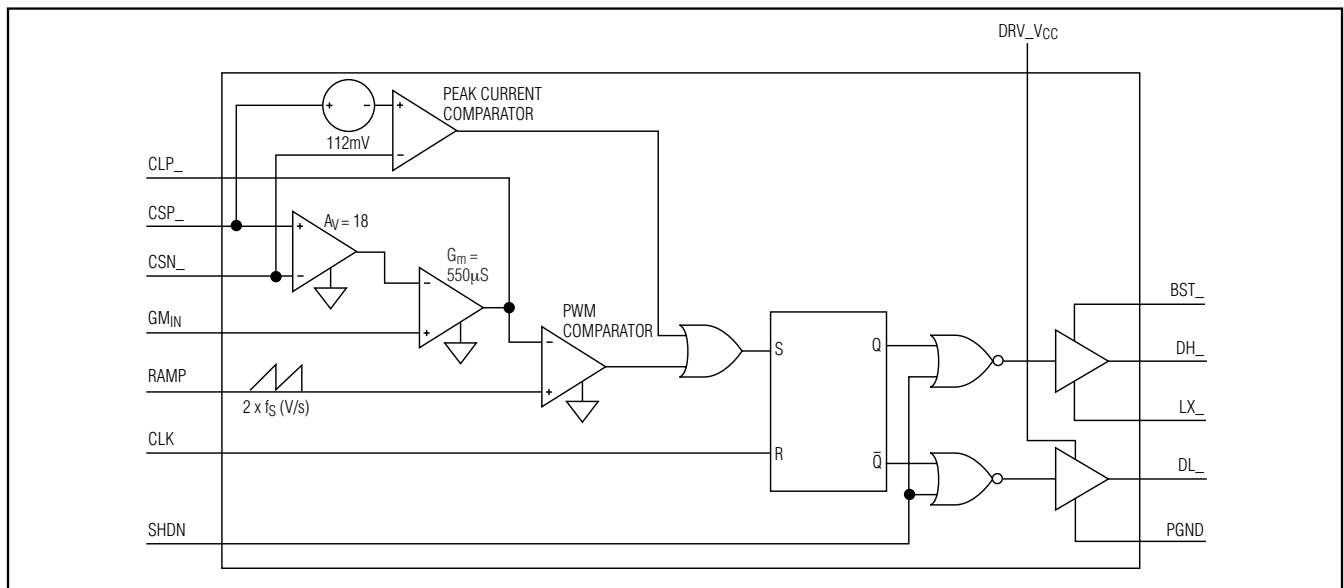 DRV_VCC
PEAK CURRENT
COMPARATOR
+ -
+
-
112mV
CLP_
CSP_
AV = 18
+
CSN_
-
Gm =
550µS
-
BST_
GMIN
+
PWM
COMPARATOR
-
S
Q
DH_
RAMP
+
2 x fS (V/s)
LX_
CLK
R
Q̅
DL_
SHDN
PGND